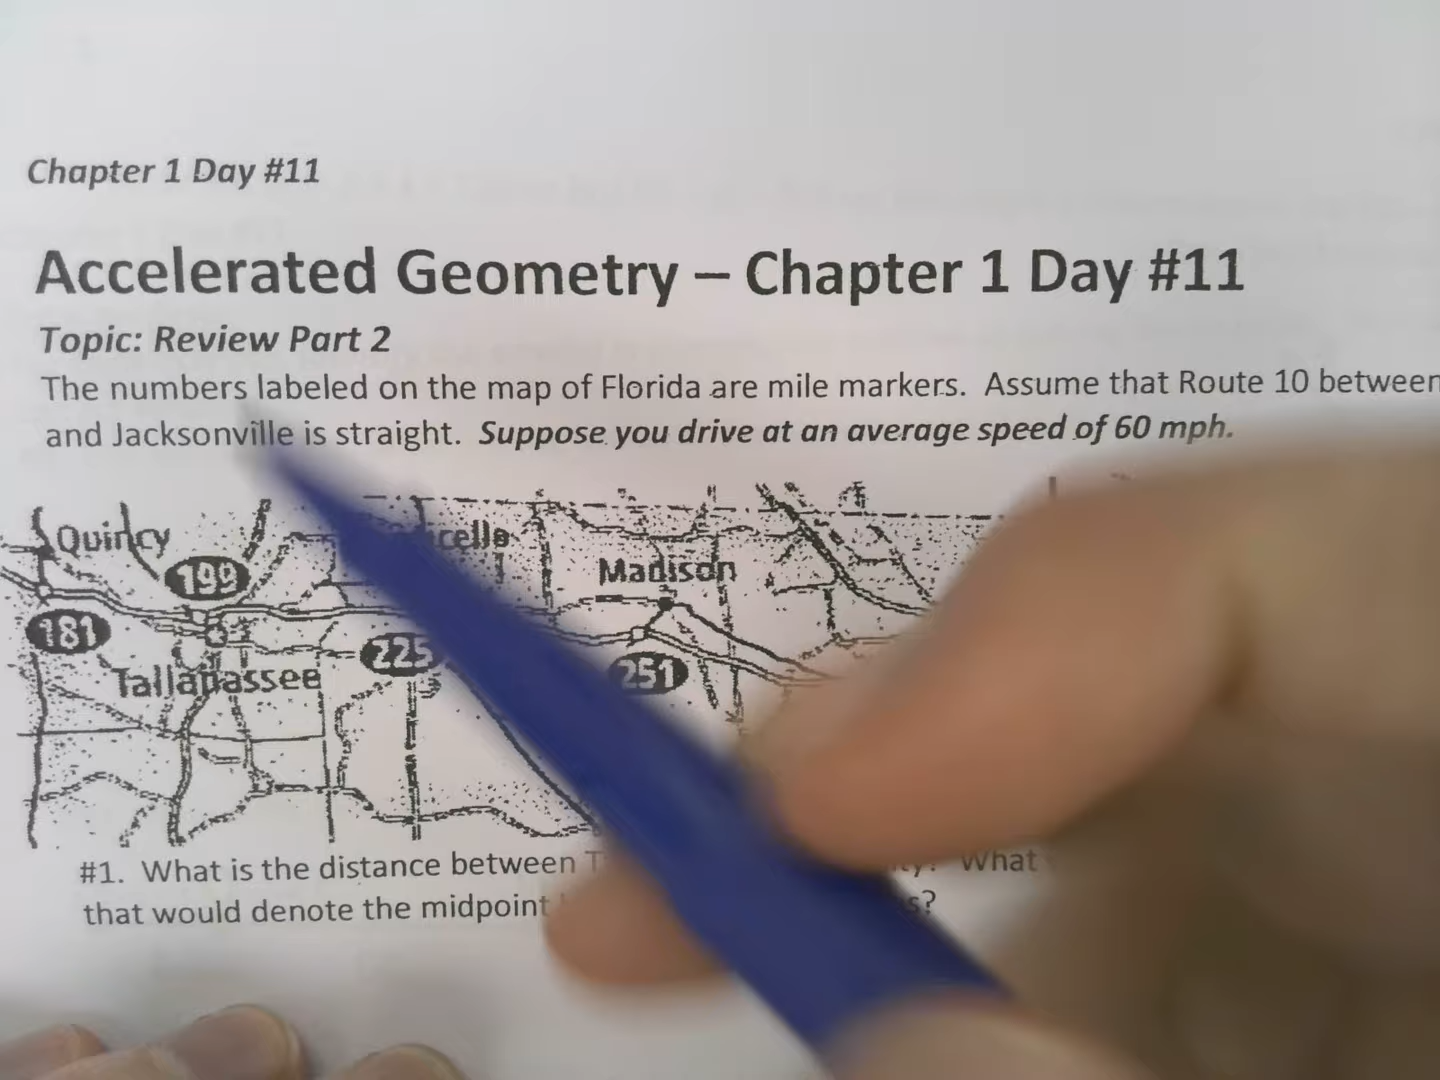 Chapter 1 Day #11
Accelerated Geometry – Chapter 1 Day #11
Topic: Review Part 2
The numbers labeled on the map of Florida are mile markers. Assume that Route 10 between
and Jacksonville is straight. Suppose you drive at an average speed of 60 mph.
Quincy
199
Madison
181
225
251
Tallahassee
#1. What is the distance between What
that would denote the midpoint